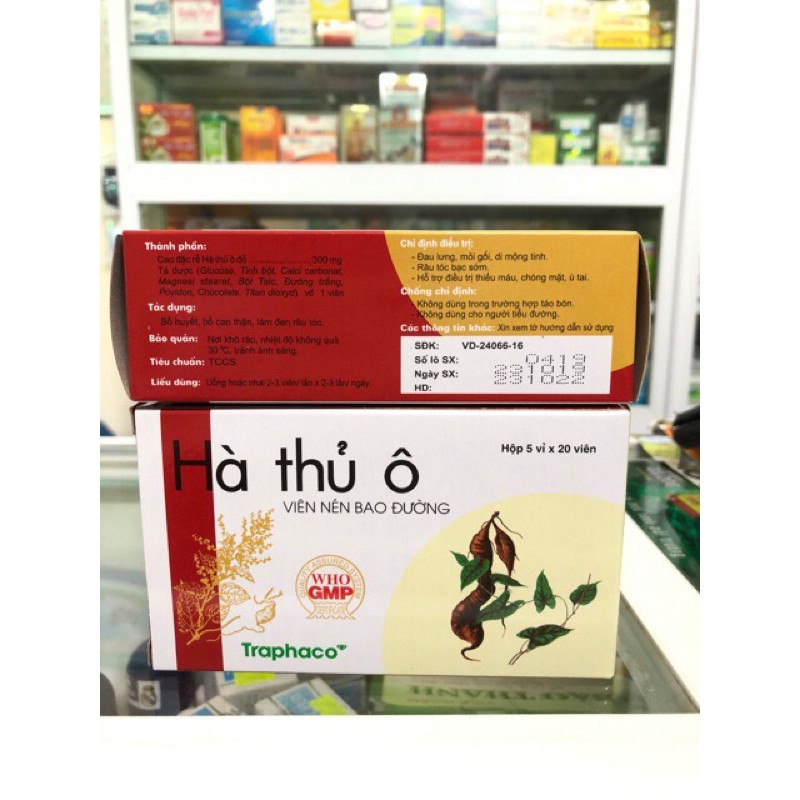 Thành phần:
Cao đặc rễ Hà thủ ô đỏ ........................ 300 mg
Tá dược (Glucose, Tinh bột, Calci carbonat,
Magnesi stearat, Bột Talc, Đường trắng,
Povidon, Chocolate, Titan dioxyd) vđ 1 viên
Tác dụng:
Bổ huyết, bổ can thận, làm đen râu tóc.
Bảo quản: Nơi khô ráo, nhiệt độ không quá
30°C, tránh ánh sáng.
Tiêu chuẩn: TCCS
Liều dùng: Uống hoặc nhai 2-3 viên/ lần x 2-3 lần/ ngày.
Chỉ định điều trị:
- Đau lưng, mỏi gối, di mộng tinh.
- Râu tóc bạc sớm.
- Hỗ trợ điều trị thiếu máu, chóng mặt, ù tai.
Chống chỉ định:
- Không dùng trong trường hợp táo bón.
- Không dùng cho người tiểu đường.
Các thông tin khác: Xin xem tờ hướng dẫn sử dụng
SĐK: VD-24066-16
Số lô SX: 0419
Ngày SX: 231019
HD: 231022
Hà thủ ô
VIÊN NÉN BAO ĐƯỜNG
Hộp 5 vỉ x 20 viên
QUALITY ASSURED SYSTEM
WHO
GMP
CERTIFICATE
Traphaco
BAO THANH